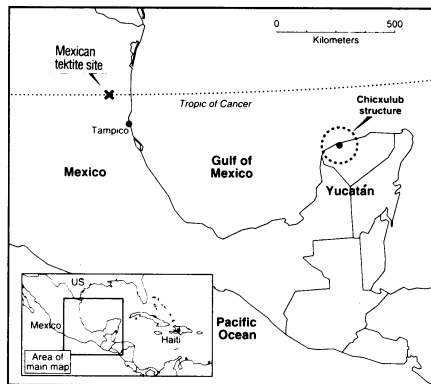 0 500
Kilometers
Mexican
tektite site
Tropic of Cancer
Chicxulub
structure
Tampico
Gulf of
Mexico
Mexico
Yucatán
US
Mexico
Haiti
Area of
main map
Pacific
Ocean